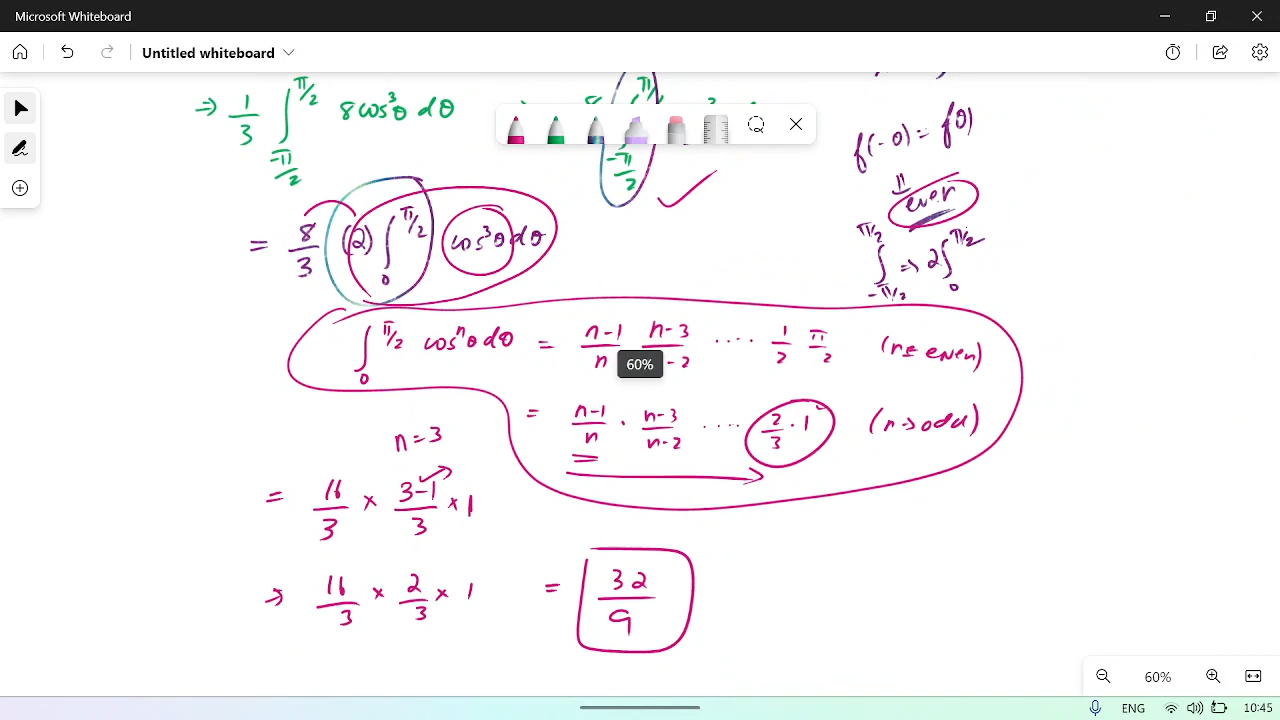 Microsoft Whiteboard
Untitled whiteboard
⇒ 1/3 ∫_{-π/2}^{π/2} 8cos³θ dθ
-π/2
f(-θ) = f(θ)
even
∫_{-π/2}^{π/2} ⇒ 2∫_0^{π/2}
= 8/3 (2) ∫_0^{π/2} cos³θ dθ
∫_0^{π/2} cosⁿθ dθ = n-1/n n-3/-2 .... 1/2 π/2 (n= even)
60%
= n-1/n · n-3/n-2 .... 2/3 · 1 (n→odd)
n=3
= 16/3 × 3-1/3 × 1
→ 16/3 × 2/3 × 1 = 32/9
60%
ENG
10:45